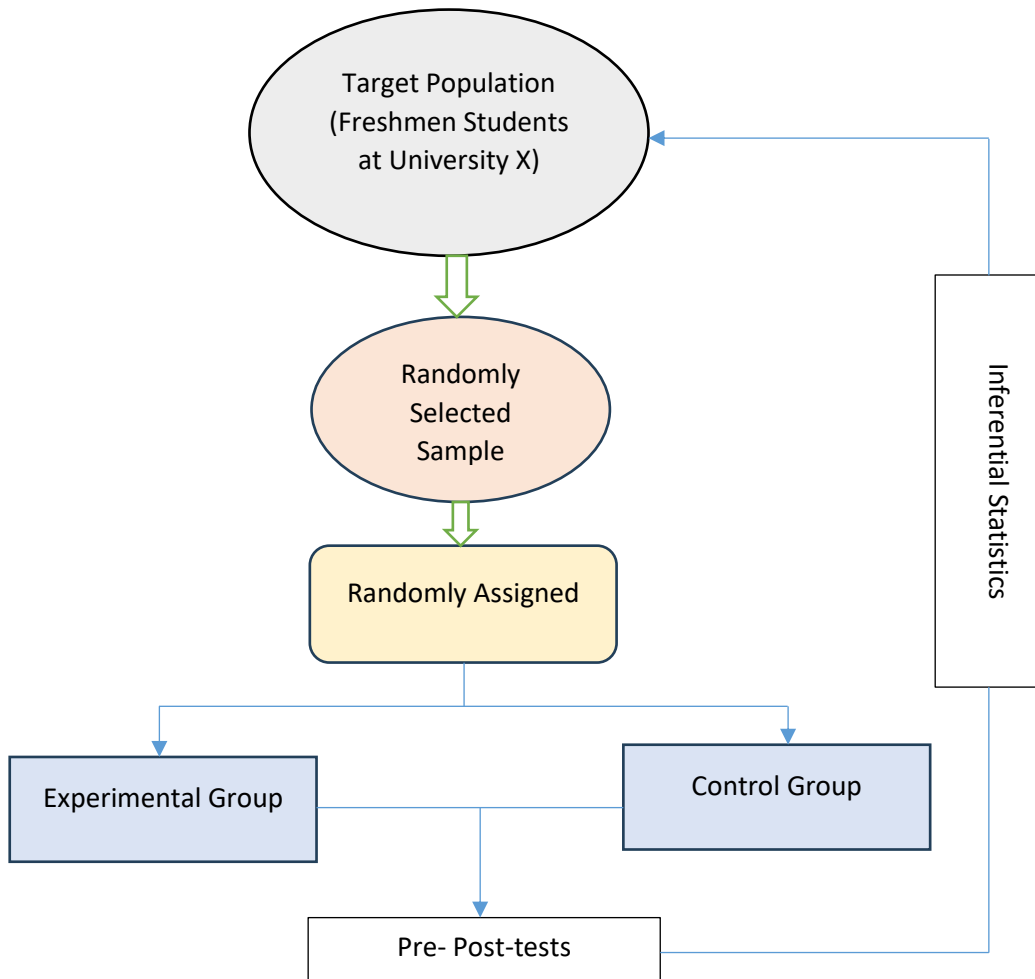 Target Population
(Freshmen Students
at University X)
Randomly
Selected
Sample
Randomly Assigned
Experimental Group
Control Group
Pre- Post-tests
Inferential Statistics